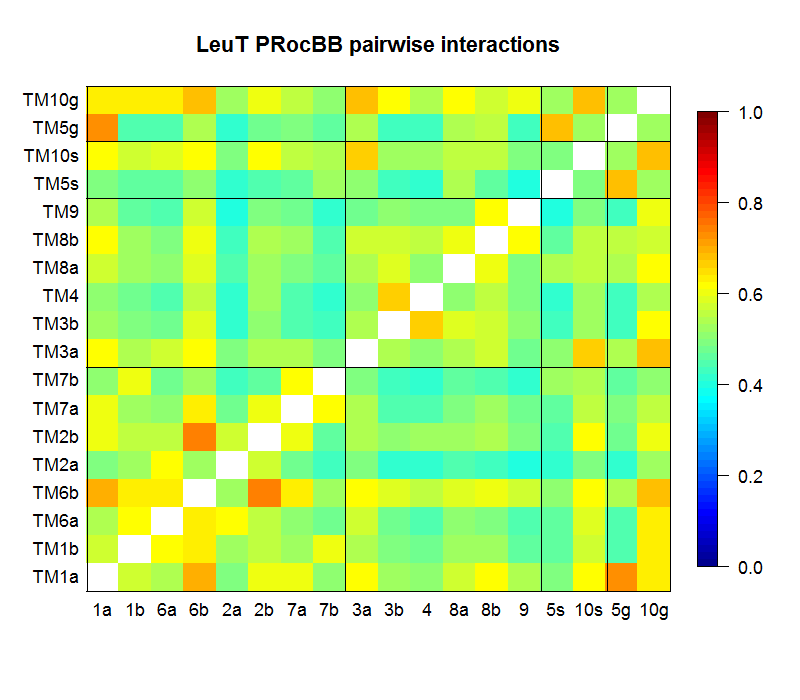 LeuT PRocBB pairwise interactions
TM10g
TM5g
TM10s
TM5s
TM9
TM8b
TM8a
TM4
TM3b
TM3a
TM7b
TM7a
TM2b
TM2a
TM6b
TM6a
TM1b
TM1a
1a 1b 6a 6b 2a 2b 7a 7b 3a 3b 4 8a 8b 9 5s 10s 5g 10g
1.0
0.8
0.6
0.4
0.2
0.0